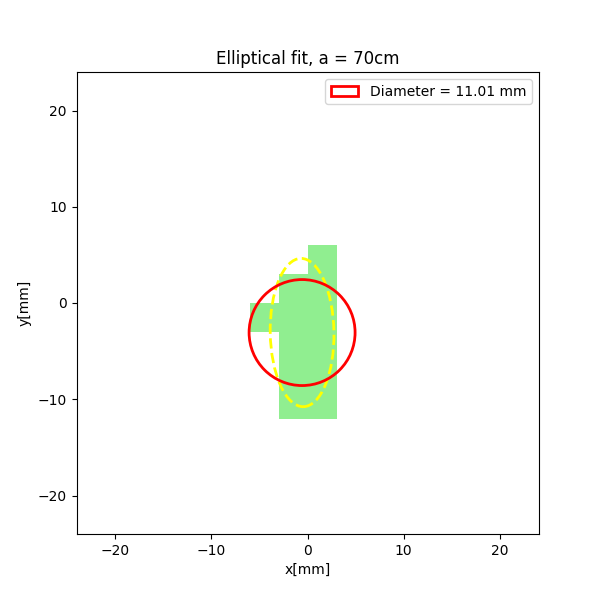 Elliptical fit, a = 70cm
Diameter = 11.01 mm
20
10
0
−10
−20
y[mm]
−20 −10 0 10 20
x[mm]